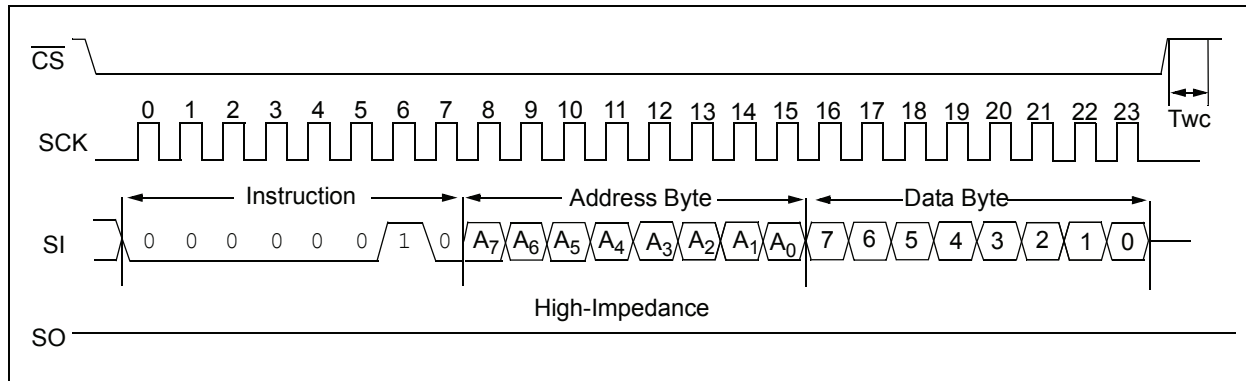 CS
0 1 2 3 4 5 6 7 8 9 10 11 12 13 14 15 16 17 18 19 20 21 22 23
Twc
SCK
Instruction Address Byte Data Byte
SI 0 0 0 0 0 0 1 0 A7 A6 A5 A4 A3 A2 A1 A0 7 6 5 4 3 2 1 0
High-Impedance
SO